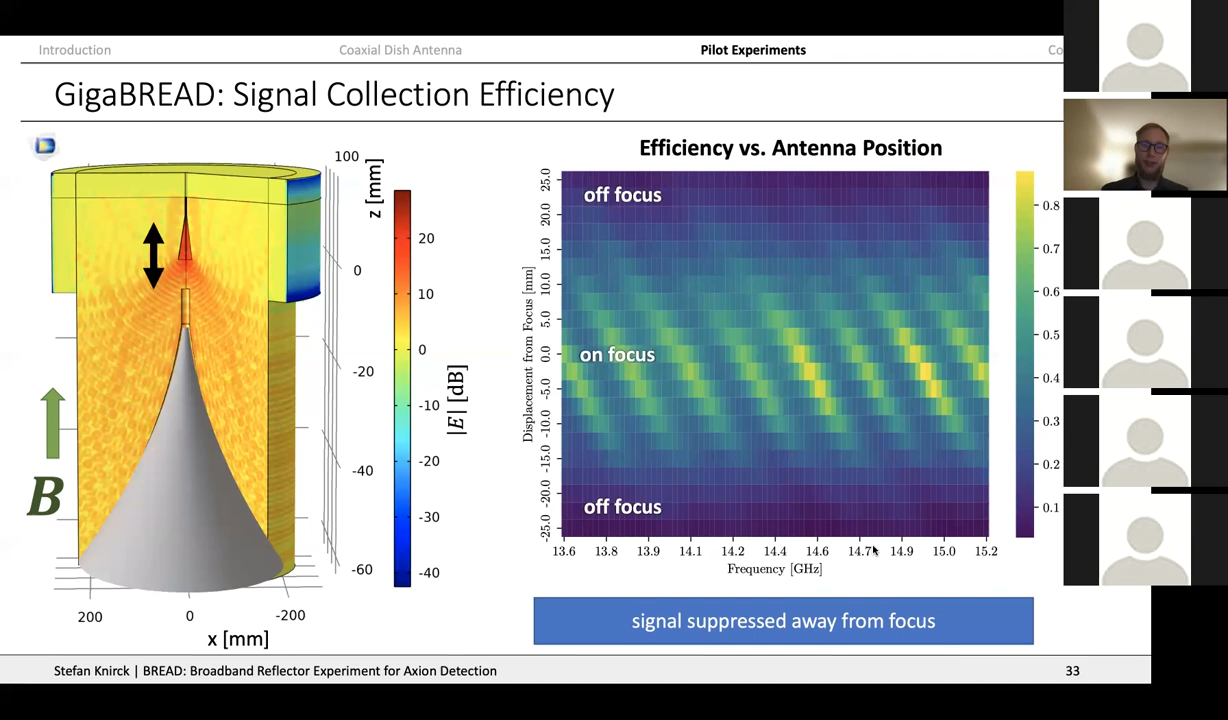 Introduction
Coaxial Dish Antenna
Pilot Experiments
Co
GigaBREAD: Signal Collection Efficiency
100
z [mm]
0
-20
-40
-60
200
0
-200
x [mm]
B
20
10
0
-10
-20
-30
-40
|E| [dB]
Efficiency vs. Antenna Position
off focus
on focus
off focus
25.0
20.0
15.0
10.0
5.0
0.0
-5.0
-10.0
-15.0
-20.0
-25.0
Displacement from Focus [mm]
13.6 13.8 13.9 14.1 14.2 14.4 14.6 14.7 14.9 15.0 15.2
Frequency [GHz]
0.8
0.7
0.6
0.5
0.4
0.3
0.2
0.1
signal suppressed away from focus
Stefan Knirck | BREAD: Broadband Reflector Experiment for Axion Detection
33